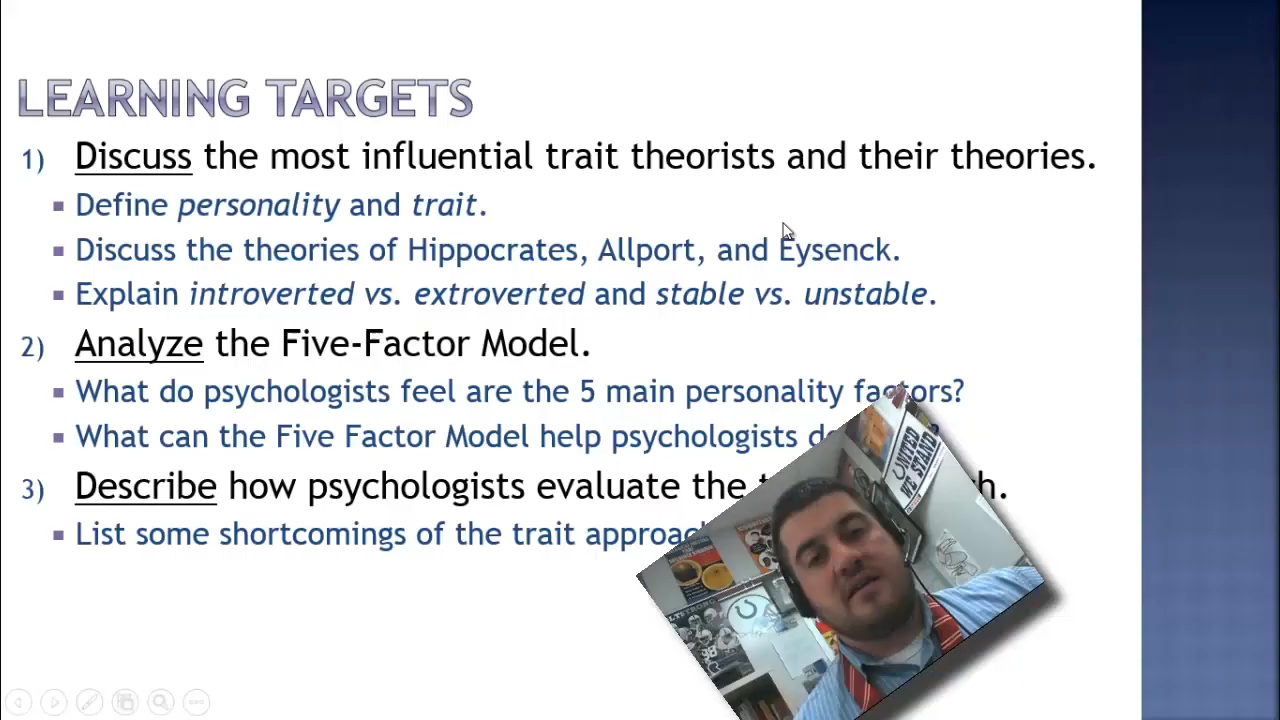 LEARNING TARGETS
1) Discuss the most influential trait theorists and their theories.
▪ Define personality and trait.
▪ Discuss the theories of Hippocrates, Allport, and Eysenck.
▪ Explain introverted vs. extroverted and stable vs. unstable.
2) Analyze the Five-Factor Model.
▪ What do psychologists feel are the 5 main personality factors?
▪ What can the Five Factor Model help psychologists
3) Describe how psychologists evaluate the
▪ List some shortcomings of the trait
UNITED
WE STAND